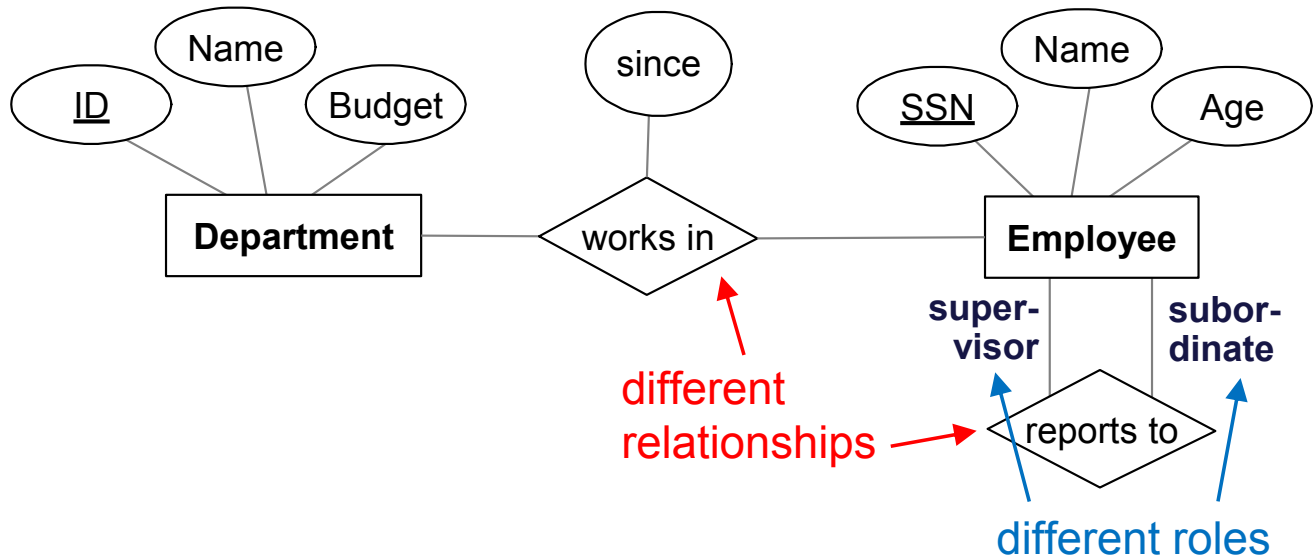 Name
since
Name
ID
Budget
SSN
Age
Department
works in
Employee
super-
visor
subor-
dinate
different
relationships
reports to
different roles